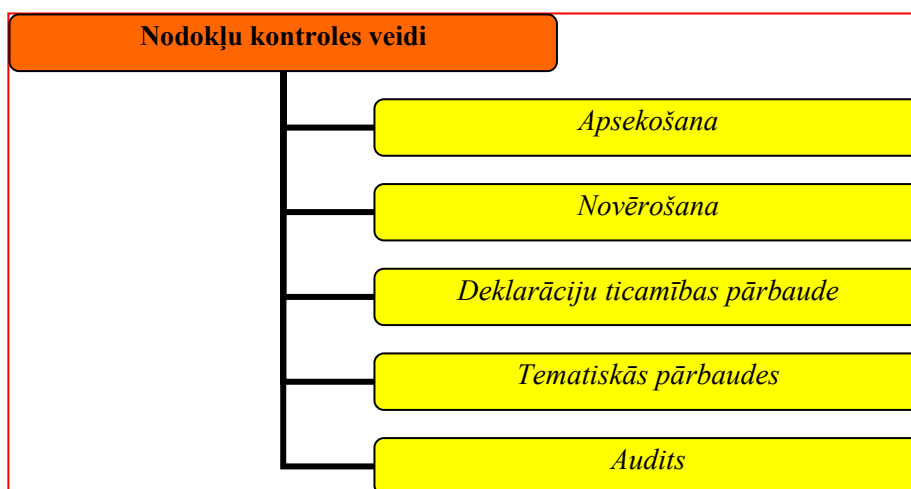 Nodokļu kontroles veidi
Apsekošana
Novērošana
Deklarāciju ticamības pārbaude
Tematiskās pārbaudes
Audits